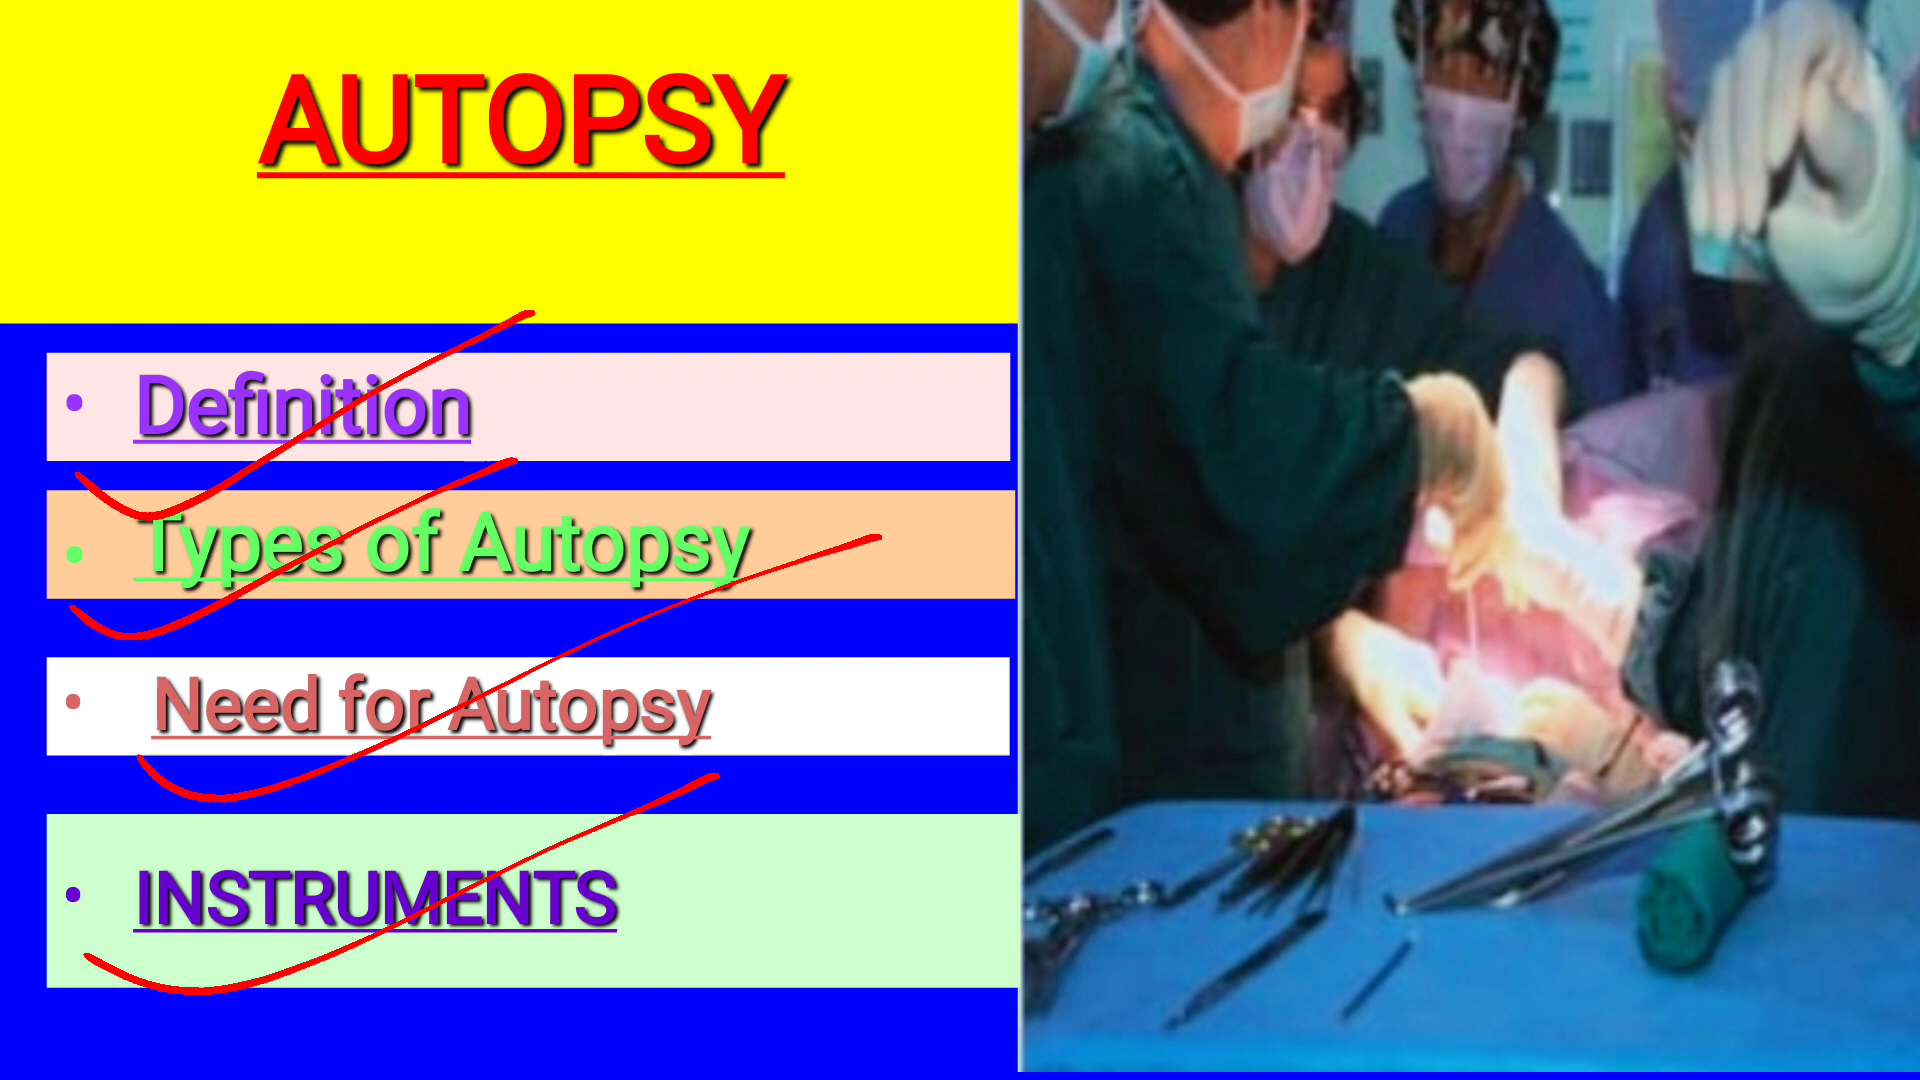 AUTOPSY
• Definition
• Types of Autopsy
• Need for Autopsy
• INSTRUMENTS